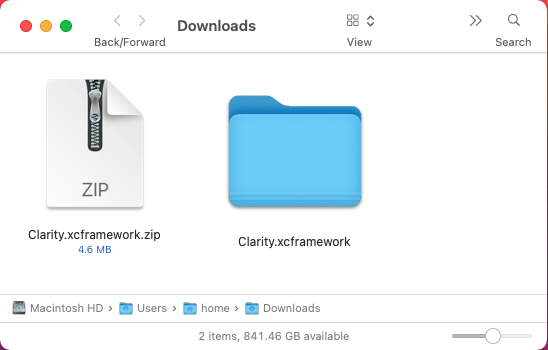 Downloads
Back/Forward
View
Search
ZIP
Clarity.xcframework.zip
4.6 MB
Clarity.xcframework
Macintosh HD › Users › home › Downloads
2 items, 841.46 GB available